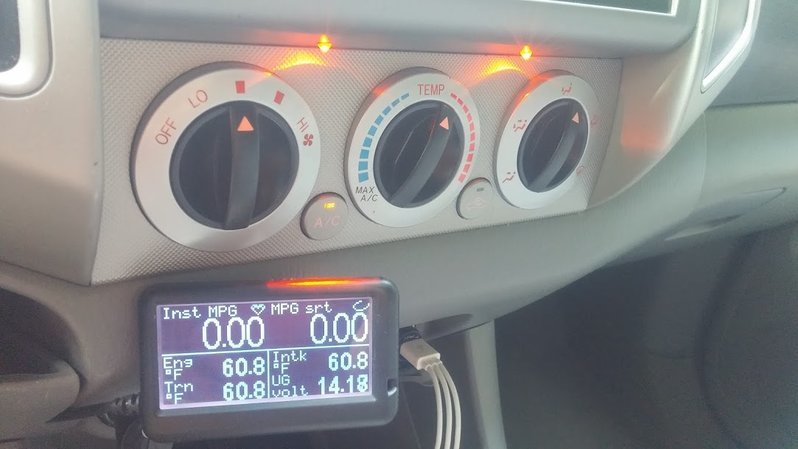 OFF LO HI
TEMP
MAX
A/C
A/C
Inst MPG MPG srt
0.00 0.00
Eng °F 60.8 Intk °F 60.8
Trn °F 60.8 UG volt 14.18